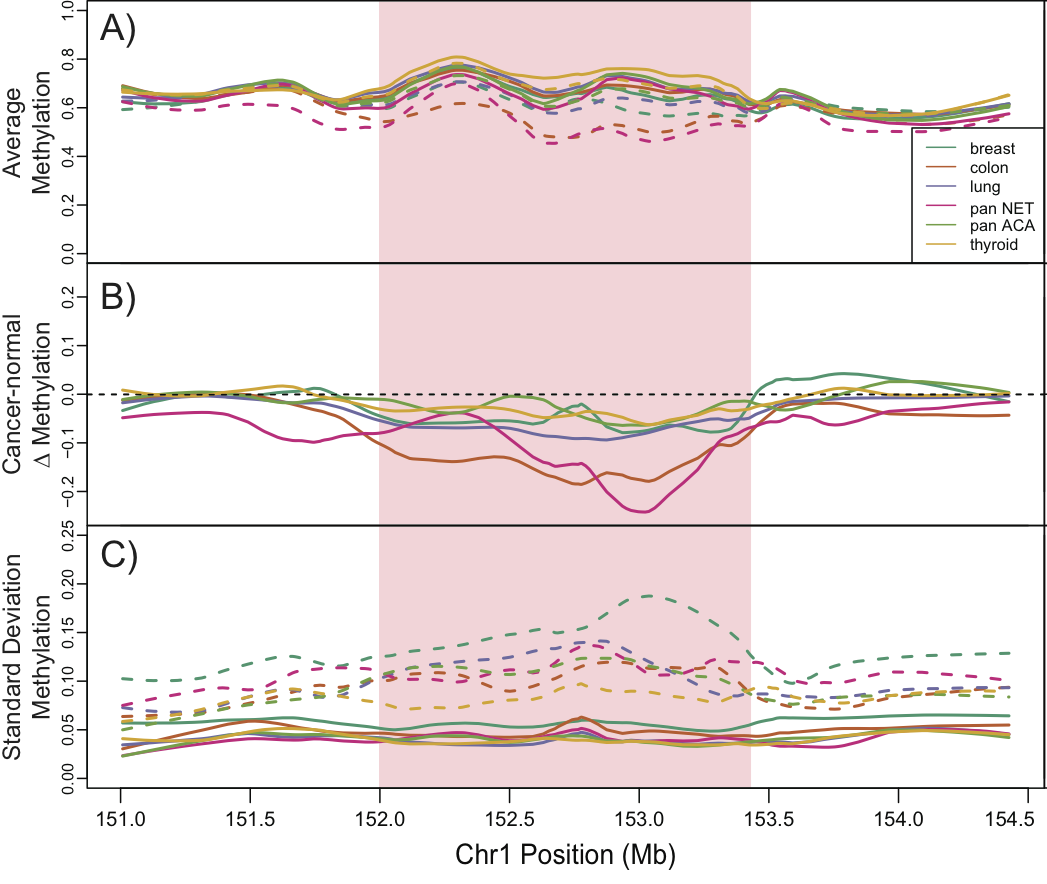 A)
Average
Methylation
0.0 0.2 0.4 0.6 0.8 1.0
breast
colon
lung
pan NET
pan ACA
thyroid
B)
Cancer-normal
Δ Methylation
−0.2 −0.1 0.0 0.1 0.2
C)
Standard Deviation
Methylation
0.00 0.05 0.10 0.15 0.20 0.25
151.0 151.5 152.0 152.5 153.0 153.5 154.0 154.5
Chr1 Position (Mb)